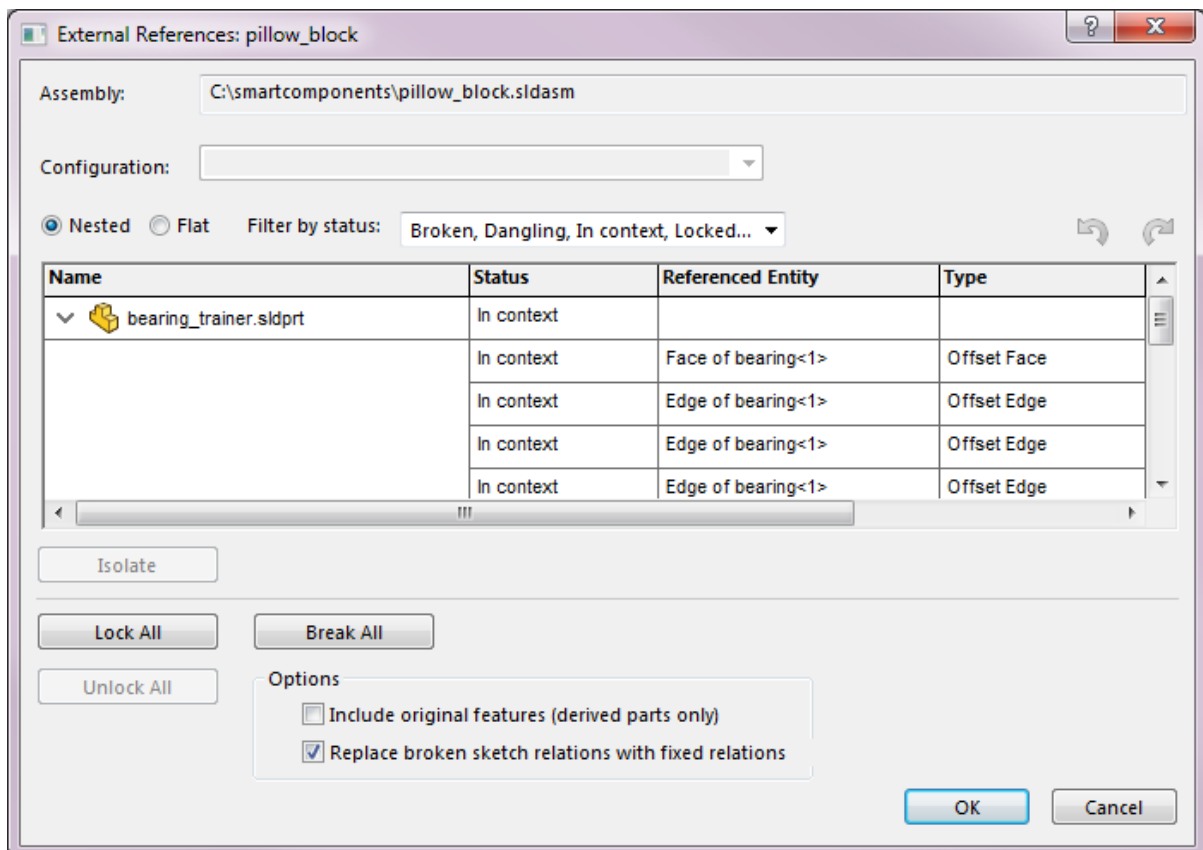 External References: pillow_block
Assembly: C:\smartcomponents\pillow_block.sldasm
Configuration:
Nested Flat Filter by status: Broken, Dangling, In context, Locked...
Name Status Referenced Entity Type
bearing_trainer.sldprt In context
In context Face of bearing<1> Offset Face
In context Edge of bearing<1> Offset Edge
In context Edge of bearing<1> Offset Edge
In context Edge of bearing<1> Offset Edge
Isolate
Lock All Break All
Unlock All Options
Include original features (derived parts only)
Replace broken sketch relations with fixed relations
OK Cancel